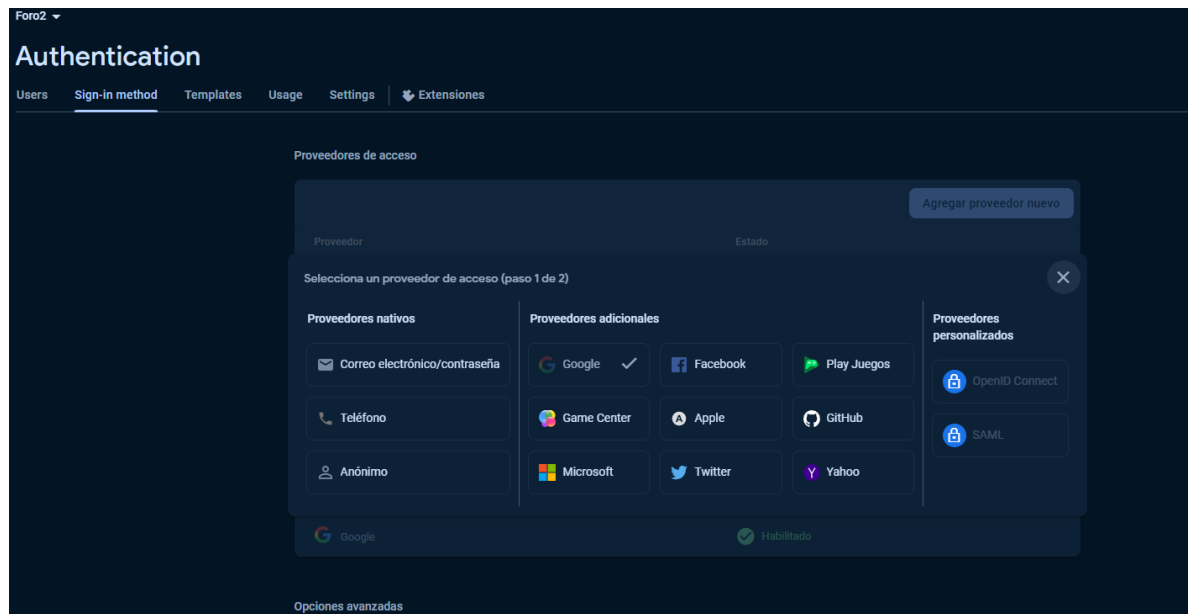 Foro2
Authentication
Users Sign-in method Templates Usage Settings Extensiones
Proveedores de acceso
Agregar proveedor nuevo
Proveedor Estado
Selecciona un proveedor de acceso (paso 1 de 2)
Proveedores nativos
Correo electrónico/contraseña
Teléfono
Anónimo
Proveedores adicionales
Google Facebook Play Juegos
Game Center Apple GitHub
Microsoft Twitter Yahoo
Proveedores
personalizados
OpenID Connect
SAML
Google Habilitado
Opciones avanzadas